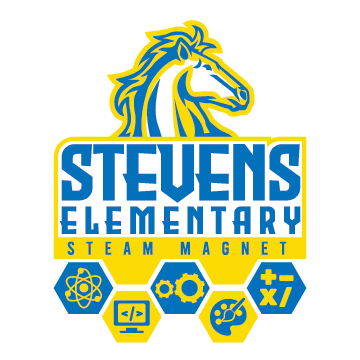 STEVENS
ELEMENTARY
STEAM MAGNET
</>
+-
x/